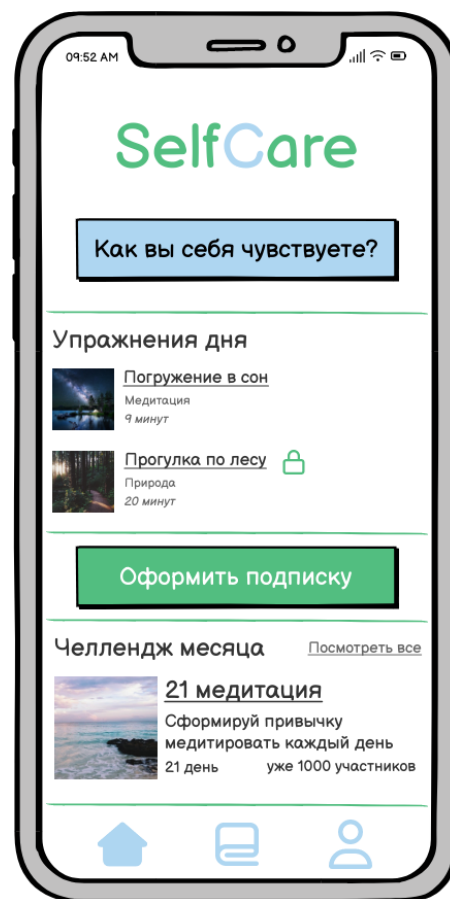 09:52 AM
SelfCare
Как вы себя чувствуете?
Упражнения дня
Погружение в сон
Медитация
9 минут
Прогулка по лесу
Природа
20 минут
Оформить подписку
Челлендж месяца
Посмотреть все
21 медитация
Сформируй привычку
медитировать каждый день
21 день
уже 1000 участников